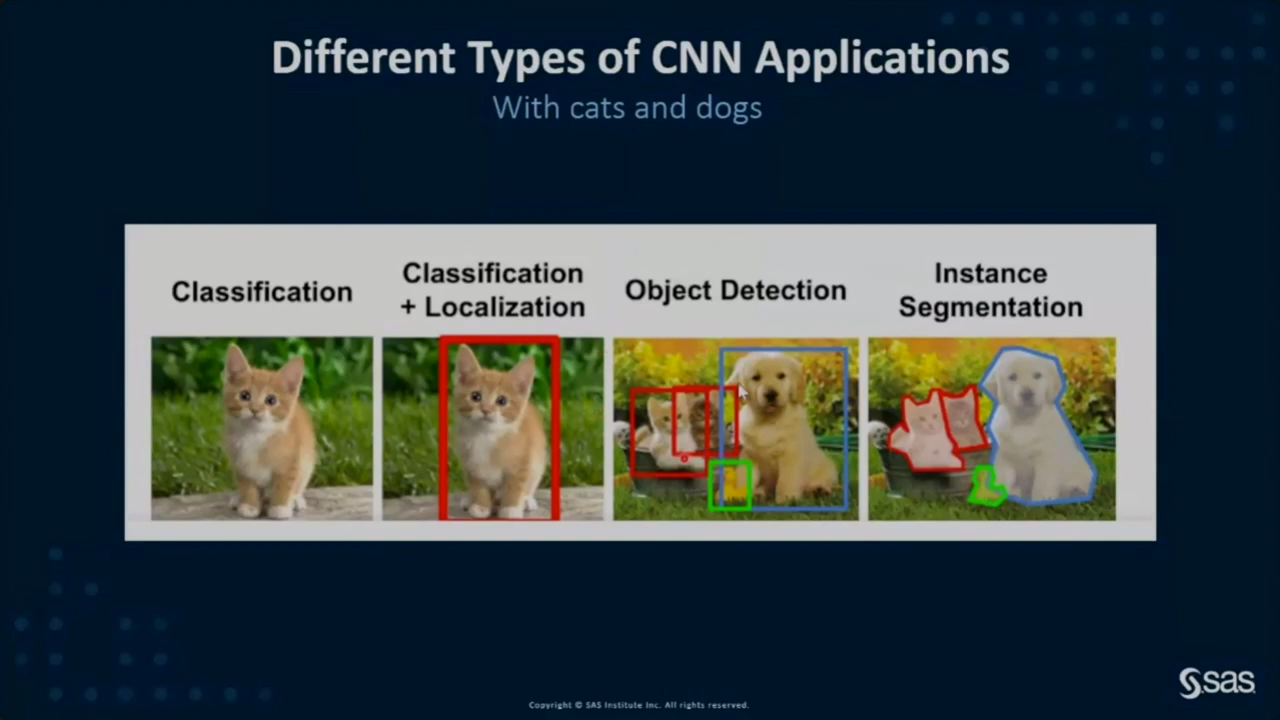 Different Types of CNN Applications
With cats and dogs
Classification
Classification
+ Localization
Object Detection
Instance
Segmentation
Copyright © SAS Institute Inc. All rights reserved.
sas